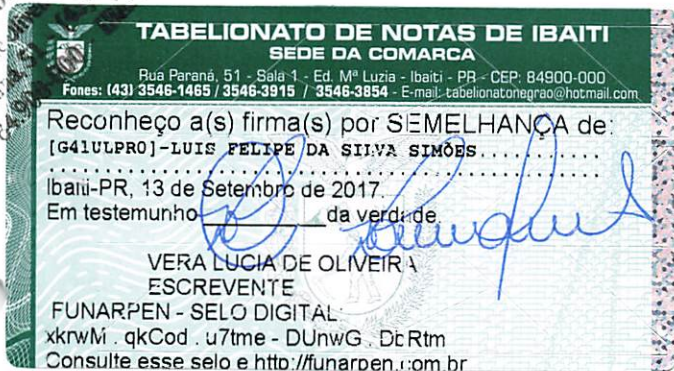 TABELIONATO DE NOTAS DE IBAITI
SEDE DA COMARCA
Rua Paraná, 51 - Sala 1 - Ed. Mª Luzia - Ibaiti - PR - CEP: 84900-000
Fones: (43) 3546-1465 / 3546-3915 / 3546-3854 - E-mail: tabelionatonegrao@hotmail.com
Reconheço a(s) firma(s) por SEMELHANÇA de:
[G41ULPRO]-LUIS FELIPE DA SILVA SIMÕES..........
Ibaiti-PR, 13 de Setembro de 2017.
Em testemunho da verdade
VERA LUCIA DE OLIVEIRA
ESCREVENTE
FUNARPEN - SELO DIGITAL
xkrwM . qkCod . u7tme - DUnwG . DbRtm
Consulte esse selo e http://funarpen.com.br